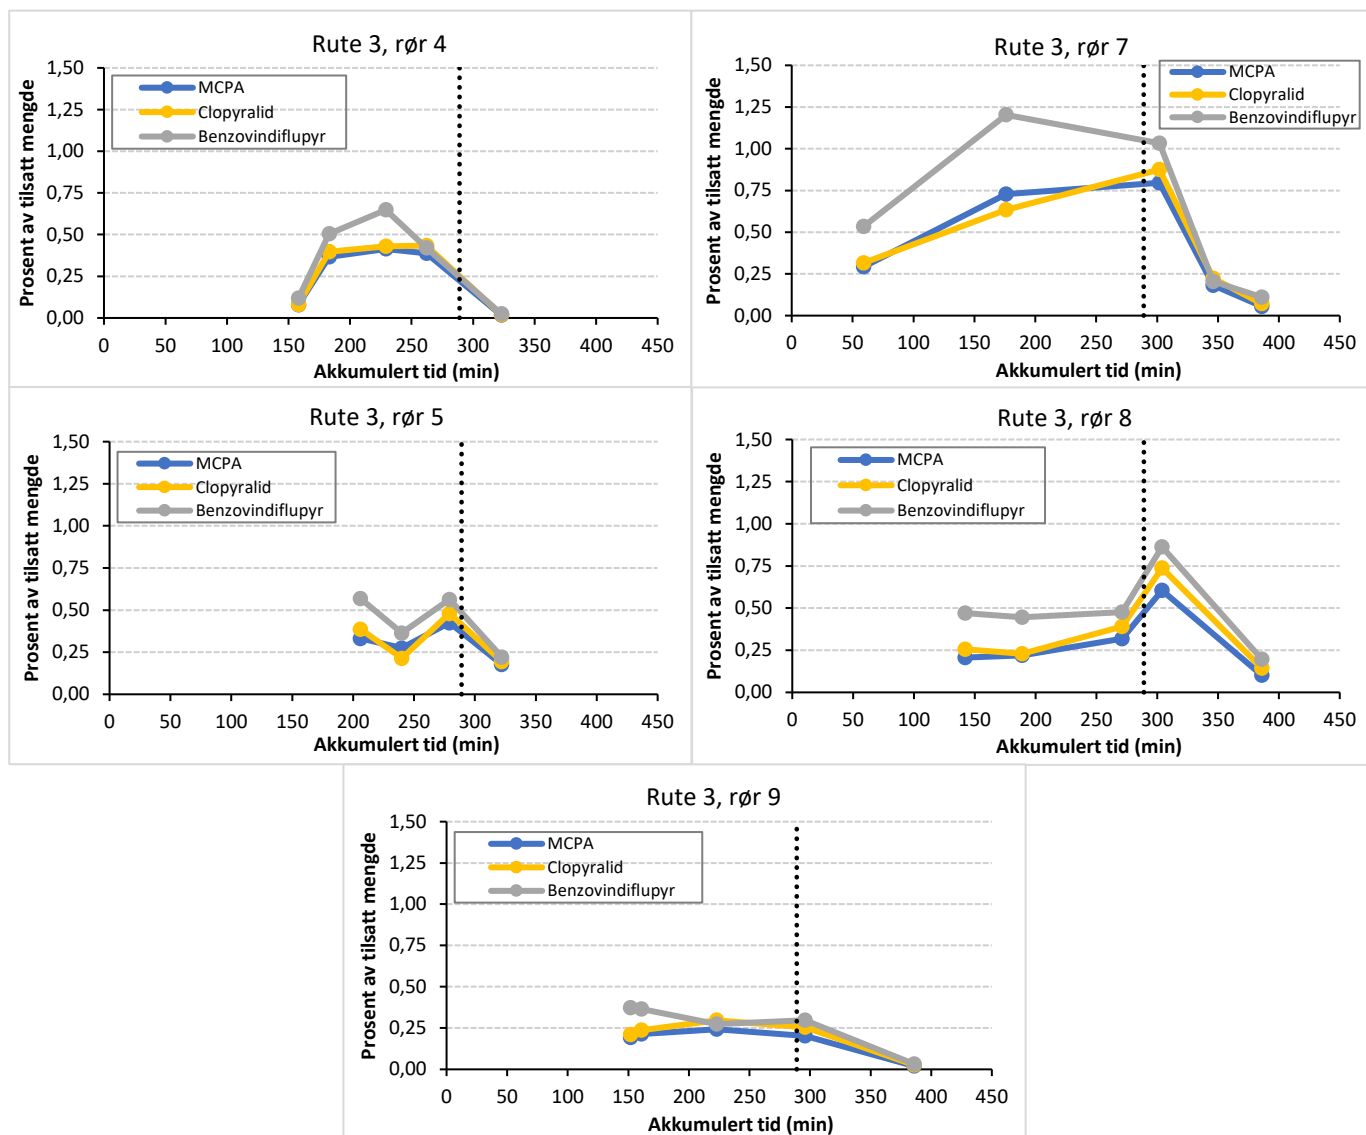 Rute 3, rør 4
Prosent av tilsatt mengde
1,50
1,25
1,00
0,75
0,50
0,25
0,00
MCPA
Clopyralid
Benzovindiflupyr
0 50 100 150 200 250 300 350 400 450
Akkumulert tid (min)
Rute 3, rør 7
Prosent av tilsatt mengde
1,50
1,25
1,00
0,75
0,50
0,25
0,00
MCPA
Clopyralid
Benzovindiflupyr
0 50 100 150 200 250 300 350 400 450
Akkumulert tid (min)
Rute 3, rør 5
Prosent av tilsatt mengde
1,50
1,25
1,00
0,75
0,50
0,25
0,00
MCPA
Clopyralid
Benzovindiflupyr
0 50 100 150 200 250 300 350 400 450
Akkumulert tid (min)
Rute 3, rør 8
Prosent av tilsatt mengde
1,50
1,25
1,00
0,75
0,50
0,25
0,00
MCPA
Clopyralid
Benzovindiflupyr
0 50 100 150 200 250 300 350 400 450
Akkumulert tid (min)
Rute 3, rør 9
Prosent av tilsatt mengde
1,50
1,25
1,00
0,75
0,50
0,25
0,00
MCPA
Clopyralid
Benzovindiflupyr
0 50 100 150 200 250 300 350 400 450
Akkumulert tid (min)